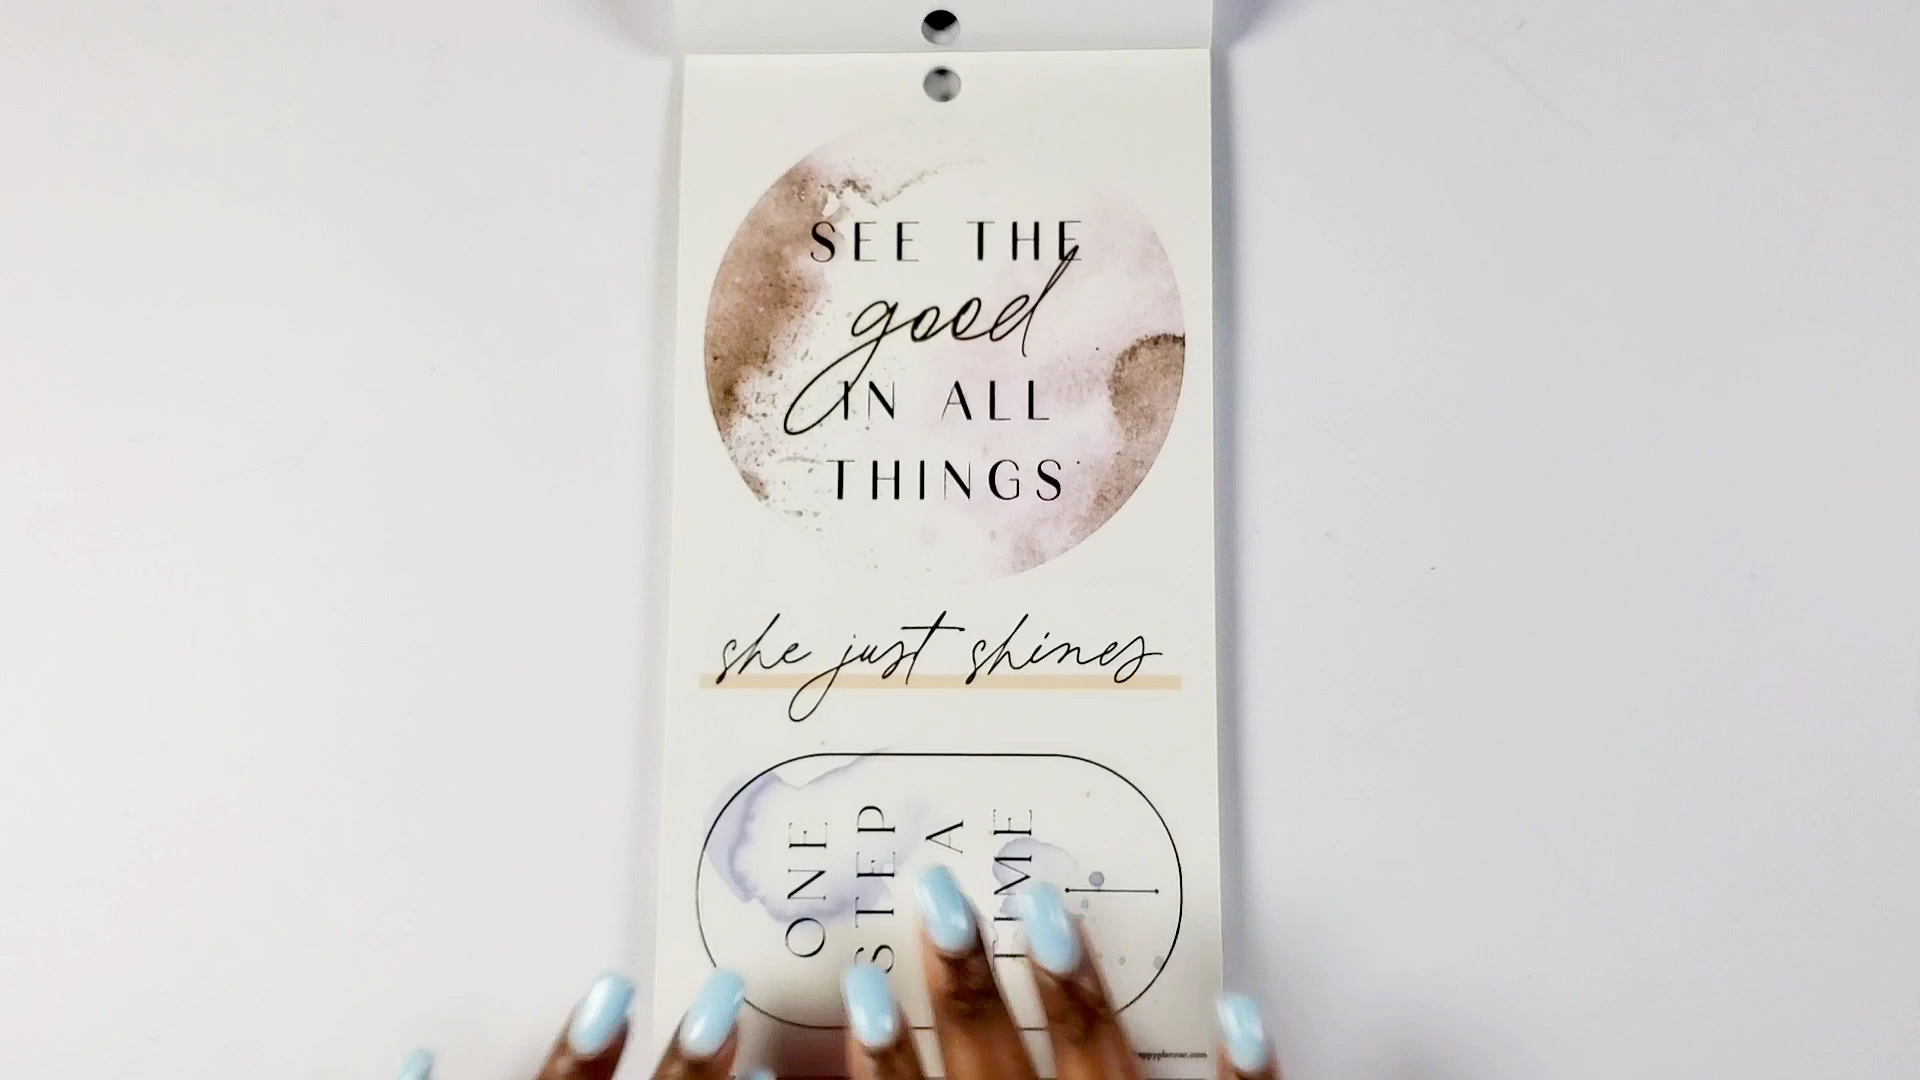 SEE THE
good
IN ALL
THINGS
she just shines
ONE
STEP
A
TIME